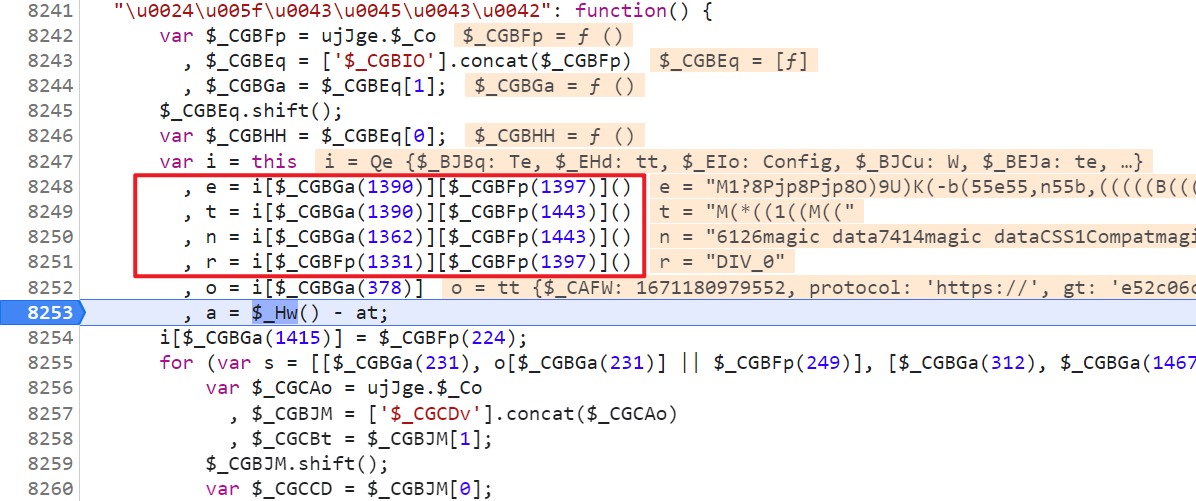 8241 "\u0024\u005f\u0043\u0045\u0043\u0042": function() {
8242 var $_CGBFp = ujJge.$_Co $_CGBFp = ƒ ()
8243 , $_CGBEq = ['$_CGBIO'].concat($_CGBFp) $_CGBEq = [ƒ]
8244 , $_CGBGa = $_CGBEq[1]; $_CGBGa = ƒ ()
8245 $_CGBEq.shift();
8246 var $_CGBHH = $_CGBEq[0]; $_CGBHH = ƒ ()
8247 var i = this i = Qe {$_BJBq: Te, $_EHd: tt, $_EIo: Config, $_BJCu: W, $_BEJa: te, …}
8248 , e = i[$_CGBGa(1390)][$_CGBFp(1397)]() e = "M1?8Pjp8Pjp8O)9U)K(-b(55e55,n55b,(((((B(((
8249 , t = i[$_CGBGa(1390)][$_CGBFp(1443)]() t = "M(*((1((M(("
8250 , n = i[$_CGBGa(1362)][$_CGBFp(1443)]() n = "6126magic data7414magic dataCSS1Compatmagi
8251 , r = i[$_CGBFp(1331)][$_CGBFp(1397)]() r = "DIV_0"
8252 , o = i[$_CGBGa(378)] o = tt {$_CAFW: 1671180979552, protocol: 'https://', gt: 'e52c06c
8253 , a = $_Hw() - at;
8254 i[$_CGBGa(1415)] = $_CGBFp(224);
8255 for (var s = [[$_CGBGa(231), o[$_CGBGa(231)] || $_CGBFp(249)], [$_CGBGa(312), $_CGBGa(1467
8256 var $_CGCAo = ujJge.$_Co
8257 , $_CGBJM = ['$_CGCDv'].concat($_CGCAo)
8258 , $_CGCBt = $_CGBJM[1];
8259 $_CGBJM.shift();
8260 var $_CGCCD = $_CGBJM[0];